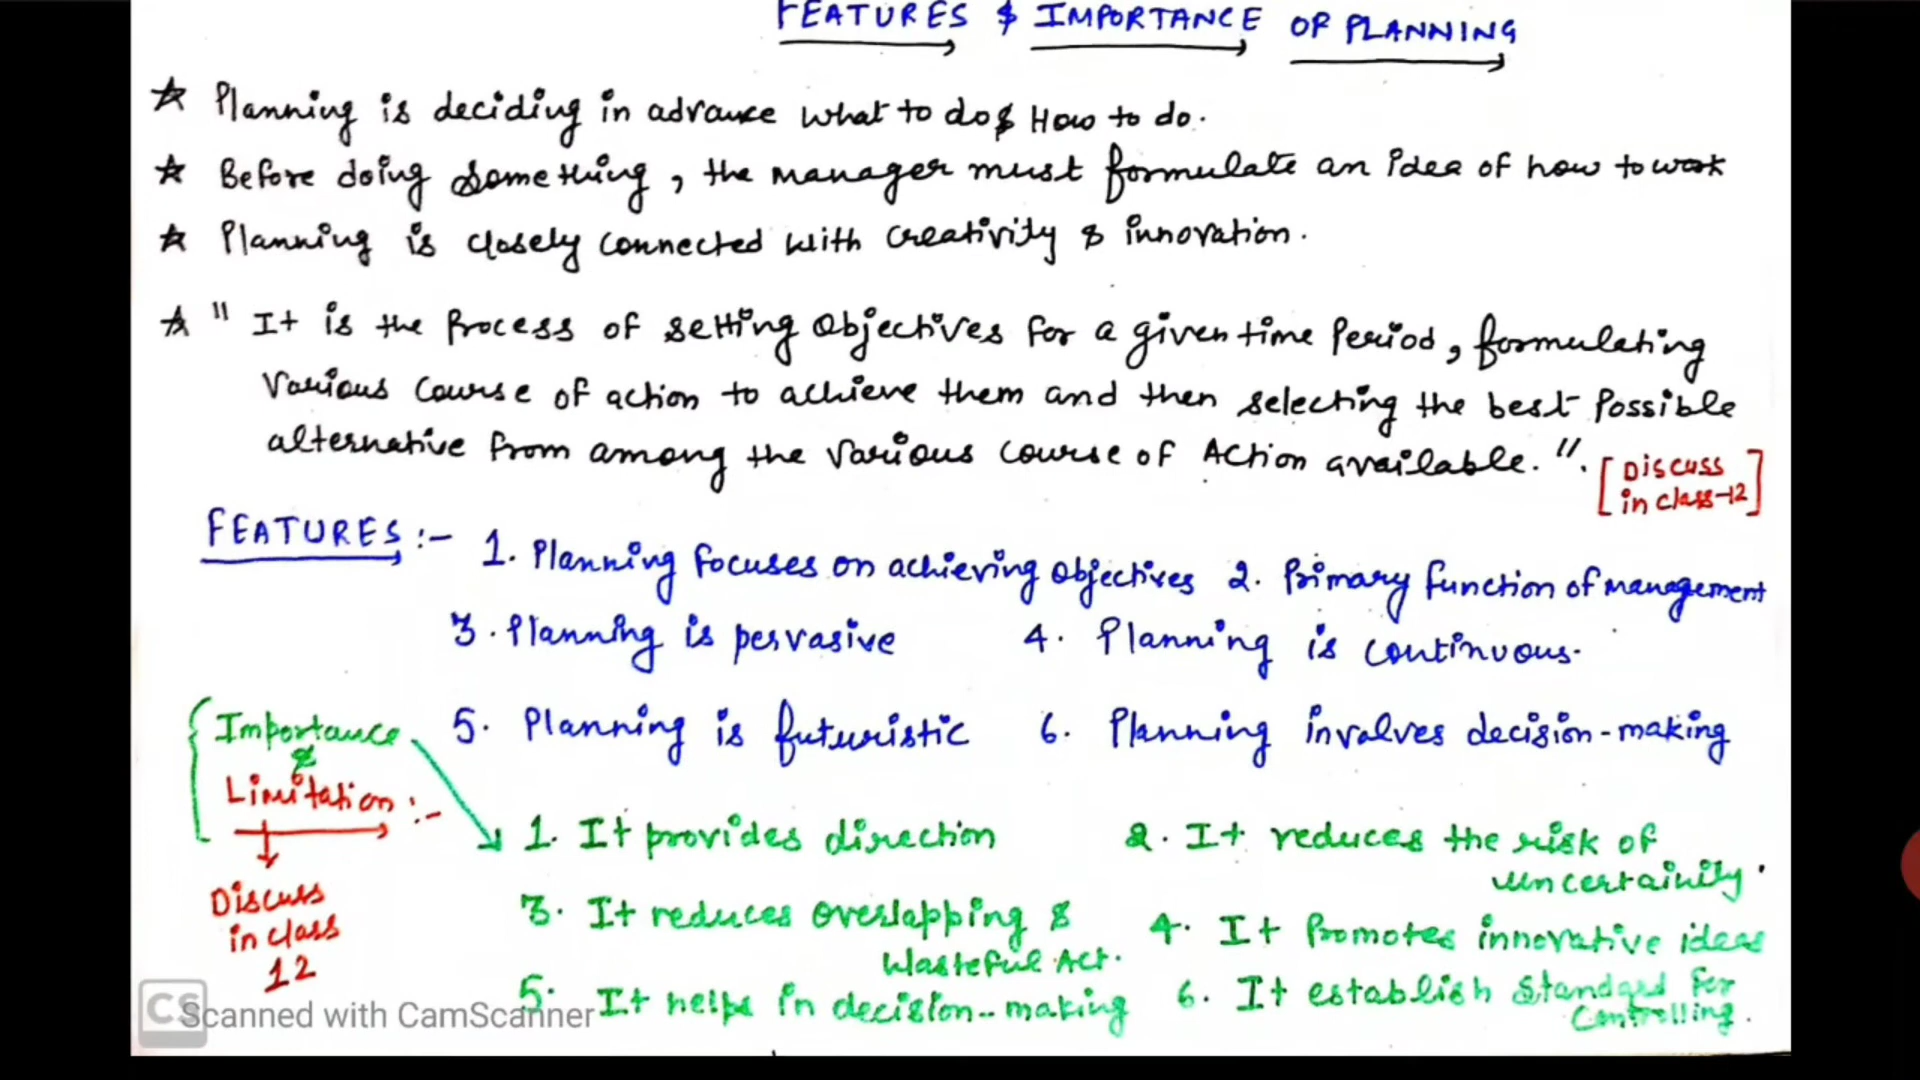 FEATURES & IMPORTANCE OF PLANNING
☆ Planning is deciding in advance what to do & How to do.
☆ Before doing something, the manager must formulate an idea of how to work
☆ Planning is closely connected with creativity & innovation.
☆ " It is the Process of setting objectives for a given time Period, formulating
Various course of action to achieve them and then selecting the best Possible
alternative from among the various course of Action available.".
[Discuss
in class-12]
FEATURES :- 1. Planning focuses on achieving objectives 2. Primary function of management
3. Planning is pervasive 4. Planning is continuous.
5. Planning is futuristic 6. Planning involves decision-making
Importance
&
Limitation :-
Discuss
in class
12
1. It provides direction 2. It reduces the risk of
uncertainity.
3. It reduces overlapping & 4. It Promotes innovative ideas
Wasteful Act.
5. It helps in decision-making 6. It establish standard for
Controlling.
CS Scanned with CamScanner